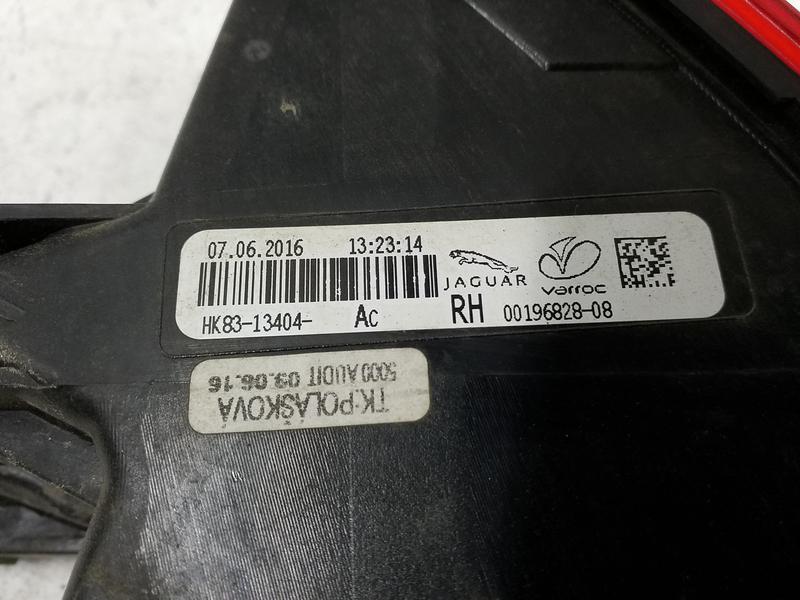 07.06.2016 13:23:14
JAGUAR varroc
HK83-13404- AC RH 00196828-08
TK:POLÁŠKOVÁ
5000 AUDIT 09.06.16